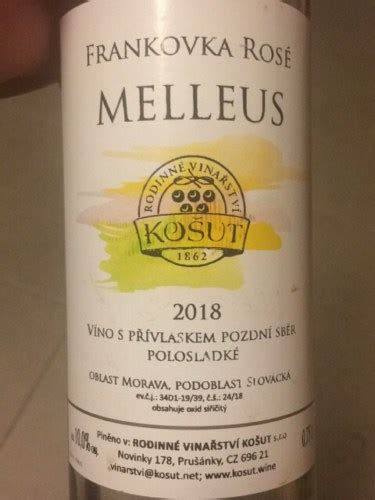 FRANKOVKA ROSÉ
MELLEUS
RODINNÉ VINAŘSTVÍ
KOŠUT
1862
2018
VÍNO S PŘÍVLASKEM POZDNÍ SBĚR
POLOSLADKÉ
OBLAST MORAVA, PODOBLAST SLOVÁCKÁ
ev.č.j.: 34D1-19/39, č.š.: 24/18
obsahuje oxid siřičitý
Plněno v: RODINNÉ VINAŘSTVÍ KOŠUT s.r.o
Novinky 178, Prušánky, CZ 696 21
vinarstvi@kosut.net; www.kosut.wine